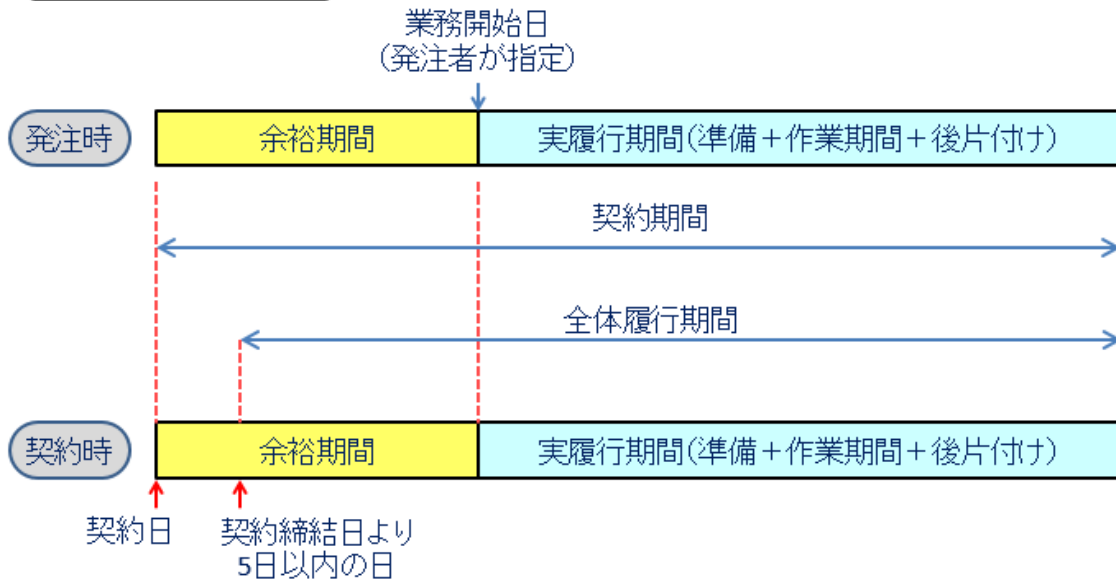 業務開始日
(発注者が指定)
発注時
余裕期間
実履行期間(準備+作業期間+後片付け)
契約期間
全体履行期間
契約時
余裕期間
実履行期間(準備+作業期間+後片付け)
契約日
契約締結日より
5日以内の日